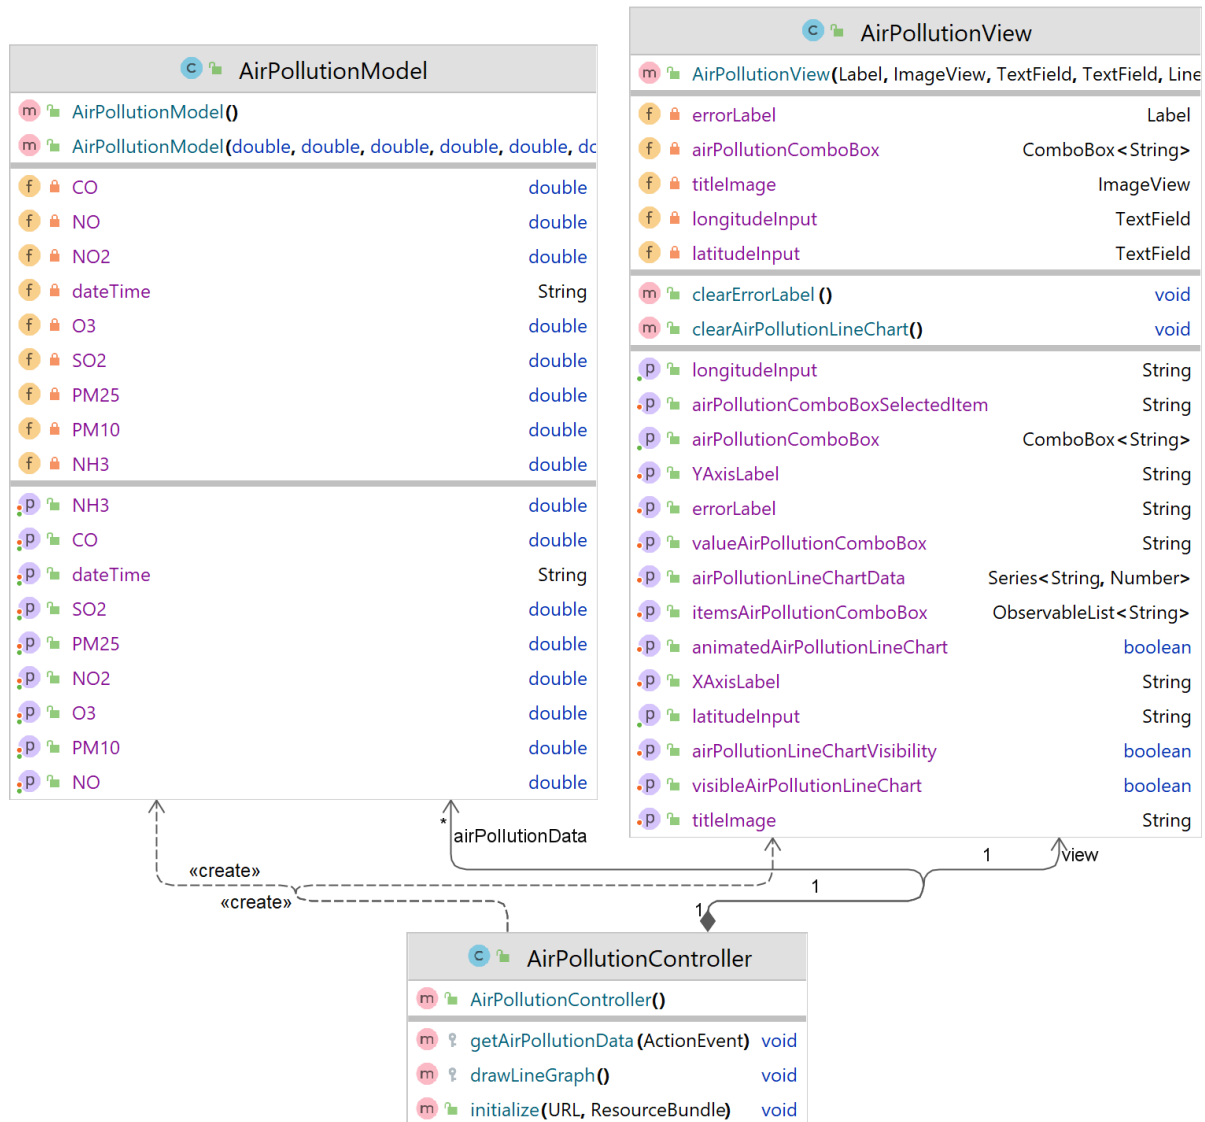 AirPollutionModel
AirPollutionModel()
AirPollutionModel(double, double, double, double, double, do
CO double
NO double
NO2 double
dateTime String
O3 double
SO2 double
PM25 double
PM10 double
NH3 double
NH3 double
CO double
dateTime String
SO2 double
PM25 double
NO2 double
O3 double
PM10 double
NO double
AirPollutionView
AirPollutionView(Label, ImageView, TextField, TextField, Line
errorLabel Label
airPollutionComboBox ComboBox<String>
titleImage ImageView
longitudeInput TextField
latitudeInput TextField
clearErrorLabel() void
clearAirPollutionLineChart() void
longitudeInput String
airPollutionComboBoxSelectedItem String
airPollutionComboBox ComboBox<String>
YAxisLabel String
errorLabel String
valueAirPollutionComboBox String
airPollutionLineChartData Series<String, Number>
itemsAirPollutionComboBox ObservableList<String>
animatedAirPollutionLineChart boolean
XAxisLabel String
latitudeInput String
airPollutionLineChartVisibility boolean
visibleAirPollutionLineChart boolean
titleImage String
*
airPollutionData
1
view
«create»
1
«create»
1
AirPollutionController
AirPollutionController()
getAirPollutionData(ActionEvent) void
drawLineGraph() void
initialize(URL, ResourceBundle) void